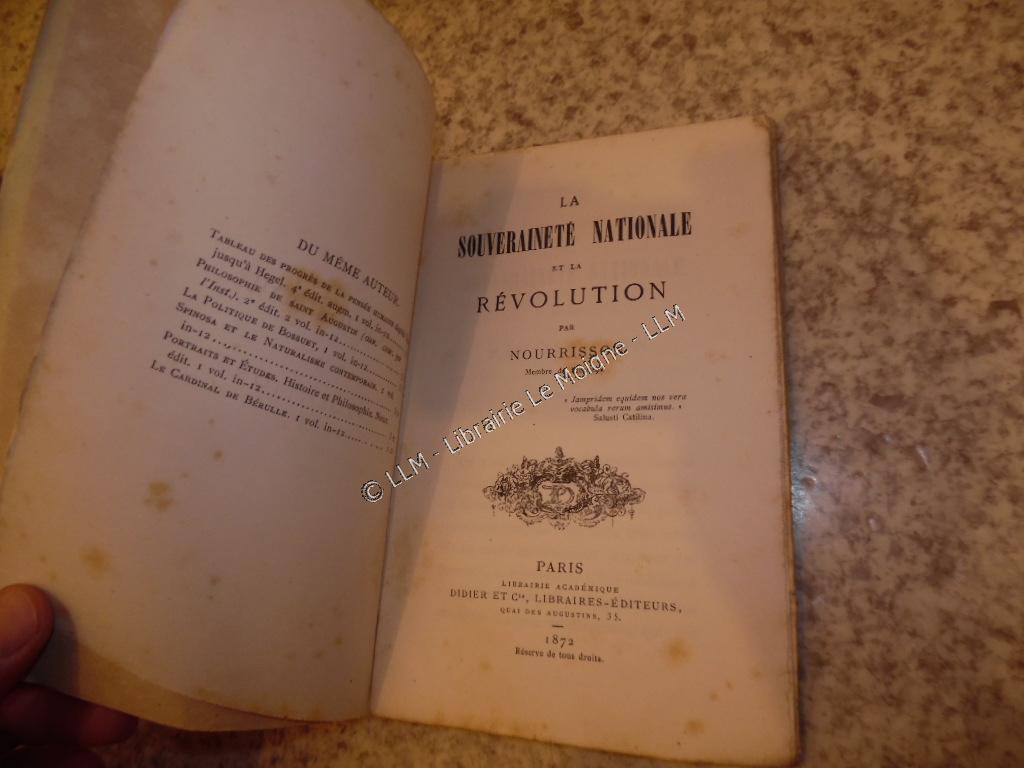 DU MÊME AUTEUR
TABLEAU DES PROGRÈS DE LA PENSÉE HUMAINE
jusqu'à Hegel. 4e édit. augm. 1 vol. in-12
PHILOSOPHIE DE SAINT AUGUSTIN
l'Inst.). 2e édit. 2 vol. in-12
LA POLITIQUE DE BOSSUET, 1 vol. in-12.
SPINOSA ET LE NATURALISME CONTEMPORAIN. 1 vol.
in-12
PORTRAITS ET ÉTUDES. Histoire et Philosophie. Nouv.
édit. 1 vol. in-12
LE CARDINAL DE BÉRULLE. 1 vol. in-12
LA
SOUVERAINETÉ NATIONALE
ET LA
RÉVOLUTION
PAR
Membre
« Jampridem equidem nos vera
vocabula rerum amisimus. »
Salusti Catilina.
PARIS
LIBRAIRIE ACADÉMIQUE
DIDIER ET Cie, LIBRAIRES-ÉDITEURS,
QUAI DES AUGUSTINS, 35.
1872
Réserve de tous droits.
© LLM - Librairie Le Moigne - LLM